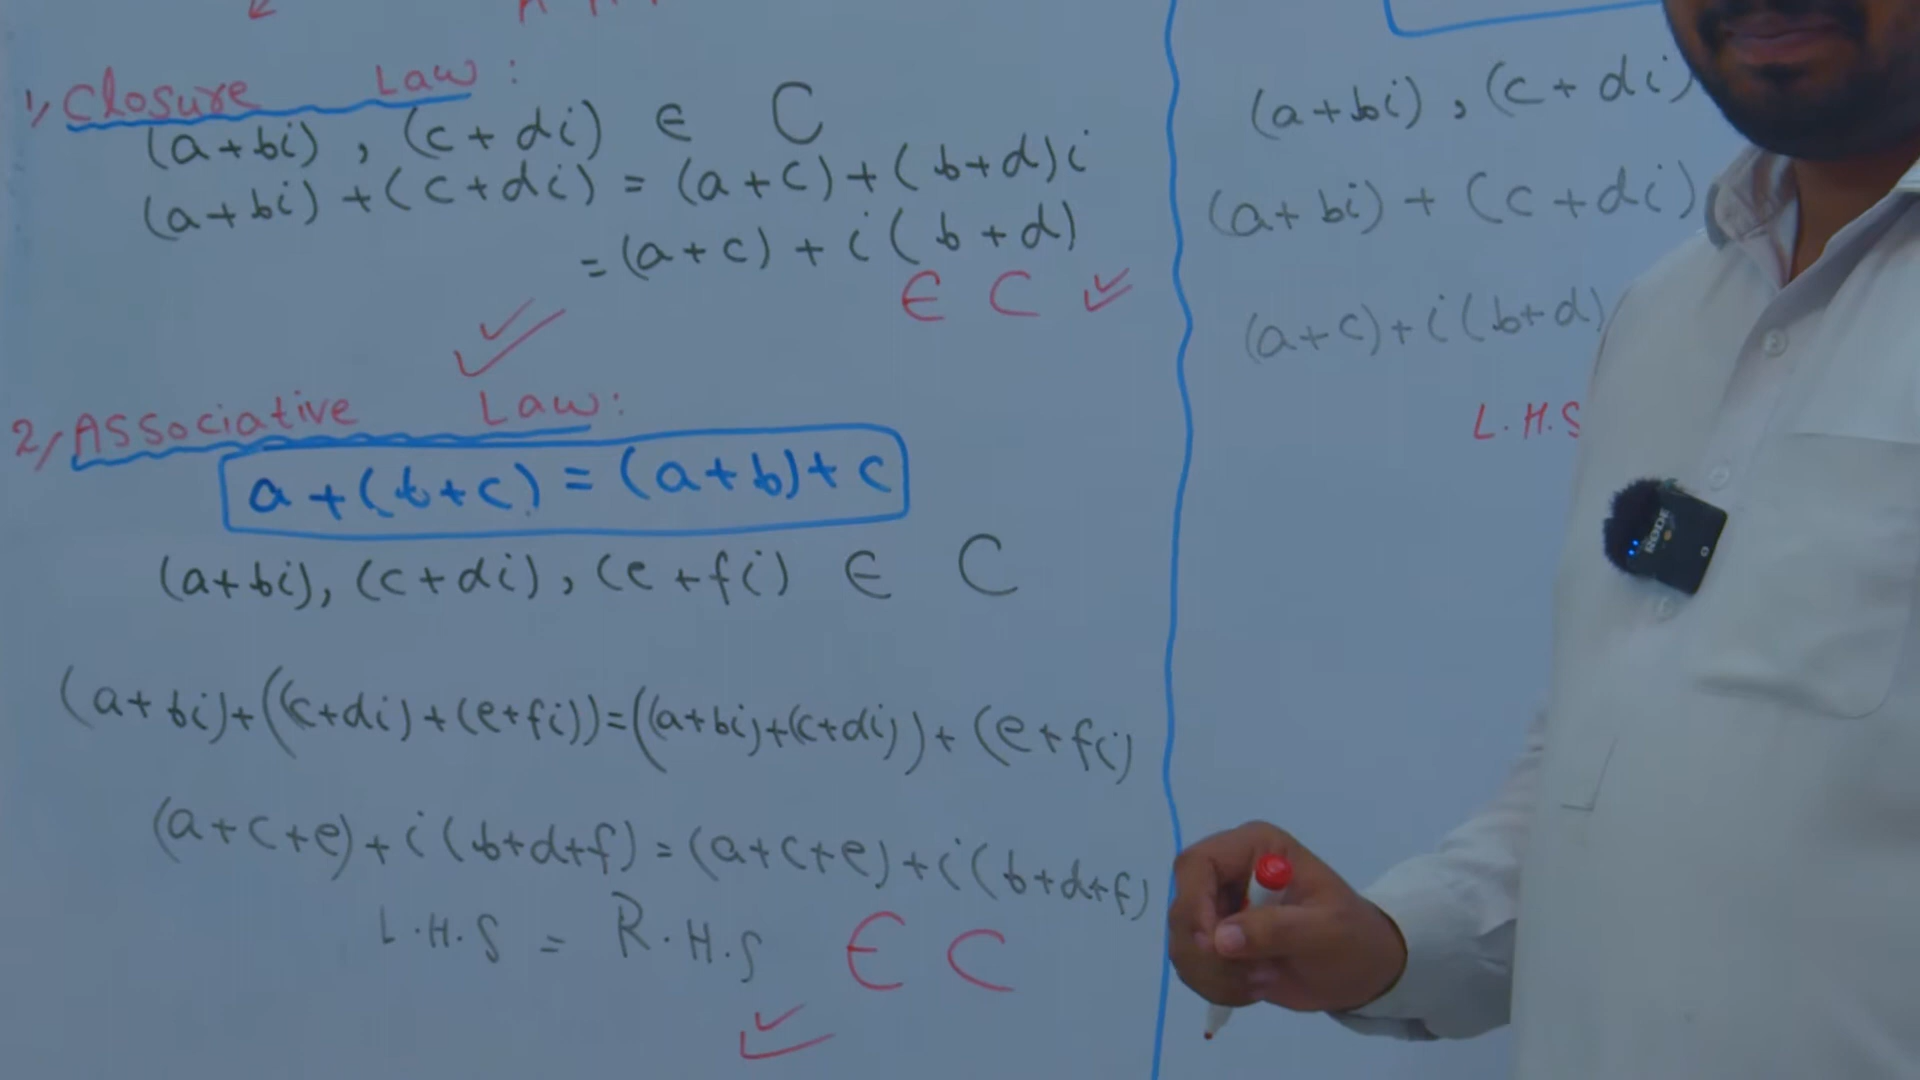 1, Closure Law:
(a+bi), (c+di) ∈ C
(a+bi)+(c+di) = (a+c)+(b+d)i
=(a+c)+i(b+d)
∈ C
2, Associative Law:
a+(b+c) = (a+b)+c
(a+bi), (c+di), (e+fi) ∈ C
(a+bi)+((c+di)+(e+fi))=((a+bi)+(c+di))+(e+fi)
(a+c+e)+i(b+d+f)=(a+c+e)+i(b+d+f)
L.H.S = R.H.S ∈ C
(a+bi), (c+di)
(a+bi)+(c+di)
(a+c)+i(b+d)
L.H.S
RODE